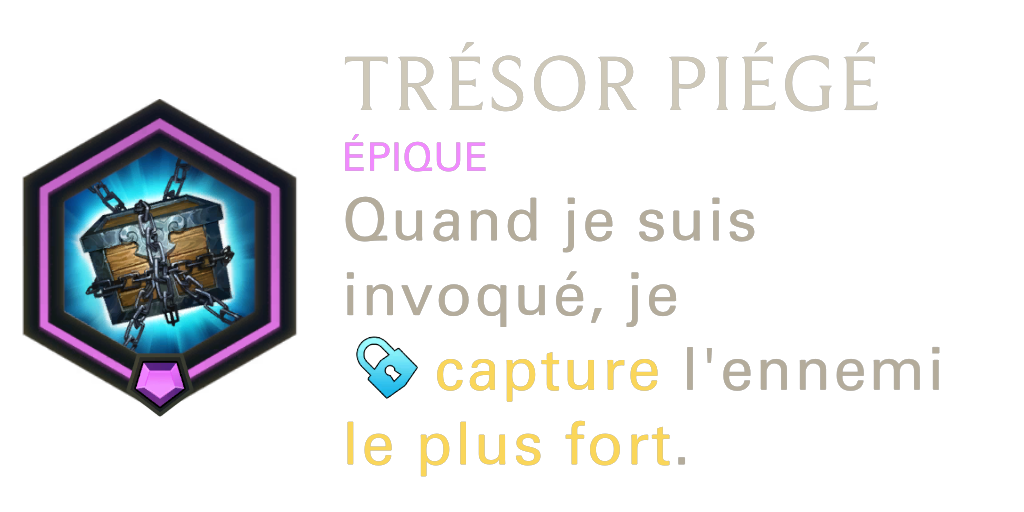 TRÉSOR PIÉGÉ
ÉPIQUE
Quand je suis
invoqué, je
capture l'ennemi
le plus fort.